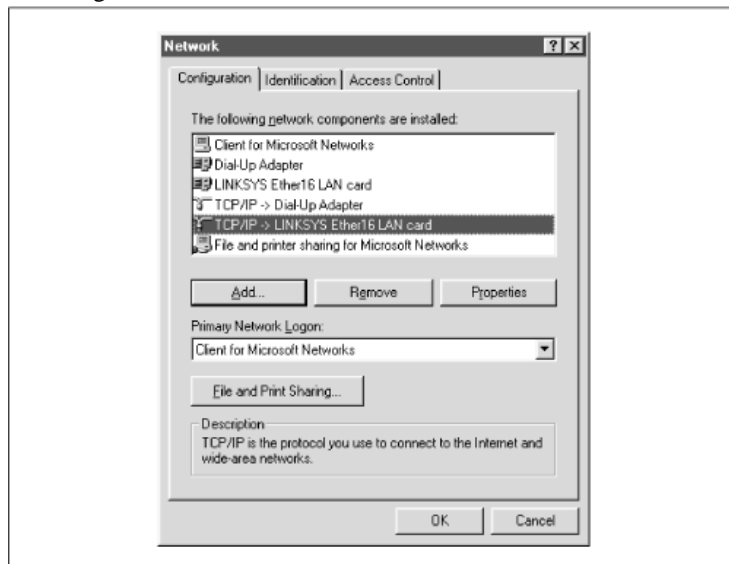 Network
Configuration Identification Access Control
The following network components are installed:
Client for Microsoft Networks
Dial-Up Adapter
LINKSYS Ether16 LAN card
TCP/IP -> Dial-Up Adapter
TCP/IP -> LINKSYS Ether16 LAN card
File and printer sharing for Microsoft Networks
Add... Remove Properties
Primary Network Logon:
Client for Microsoft Networks
File and Print Sharing...
Description
TCP/IP is the protocol you use to connect to the Internet and
wide-area networks.
OK Cancel